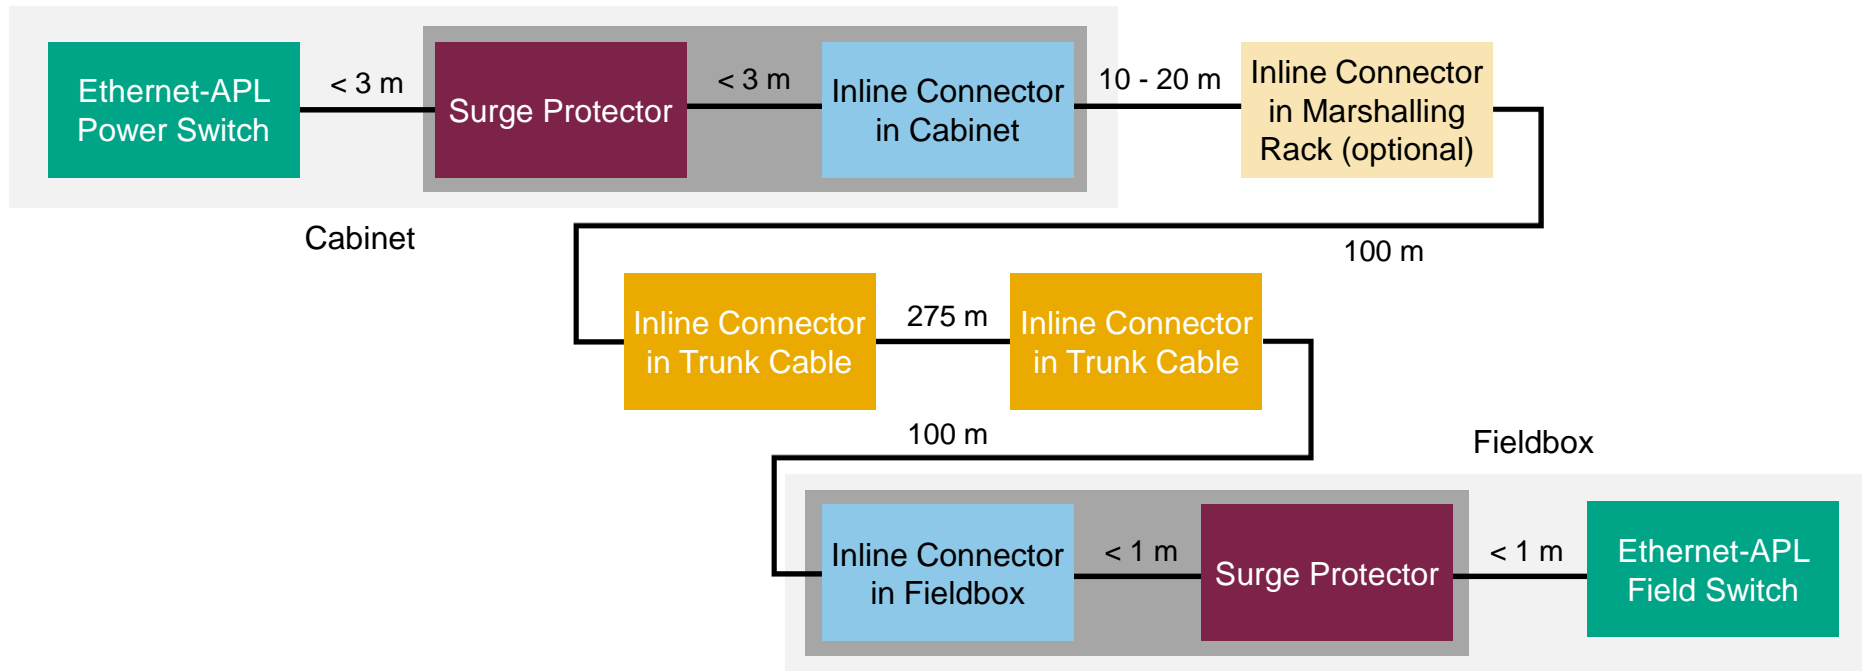 Ethernet-APL
Power Switch
< 3 m
Surge Protector
< 3 m
Inline Connector
in Cabinet
10 - 20 m
Inline Connector
in Marshalling
Rack (optional)
Cabinet
100 m
Inline Connector
in Trunk Cable
275 m
Inline Connector
in Trunk Cable
100 m
Fieldbox
Inline Connector
in Fieldbox
< 1 m
Surge Protector
< 1 m
Ethernet-APL
Field Switch